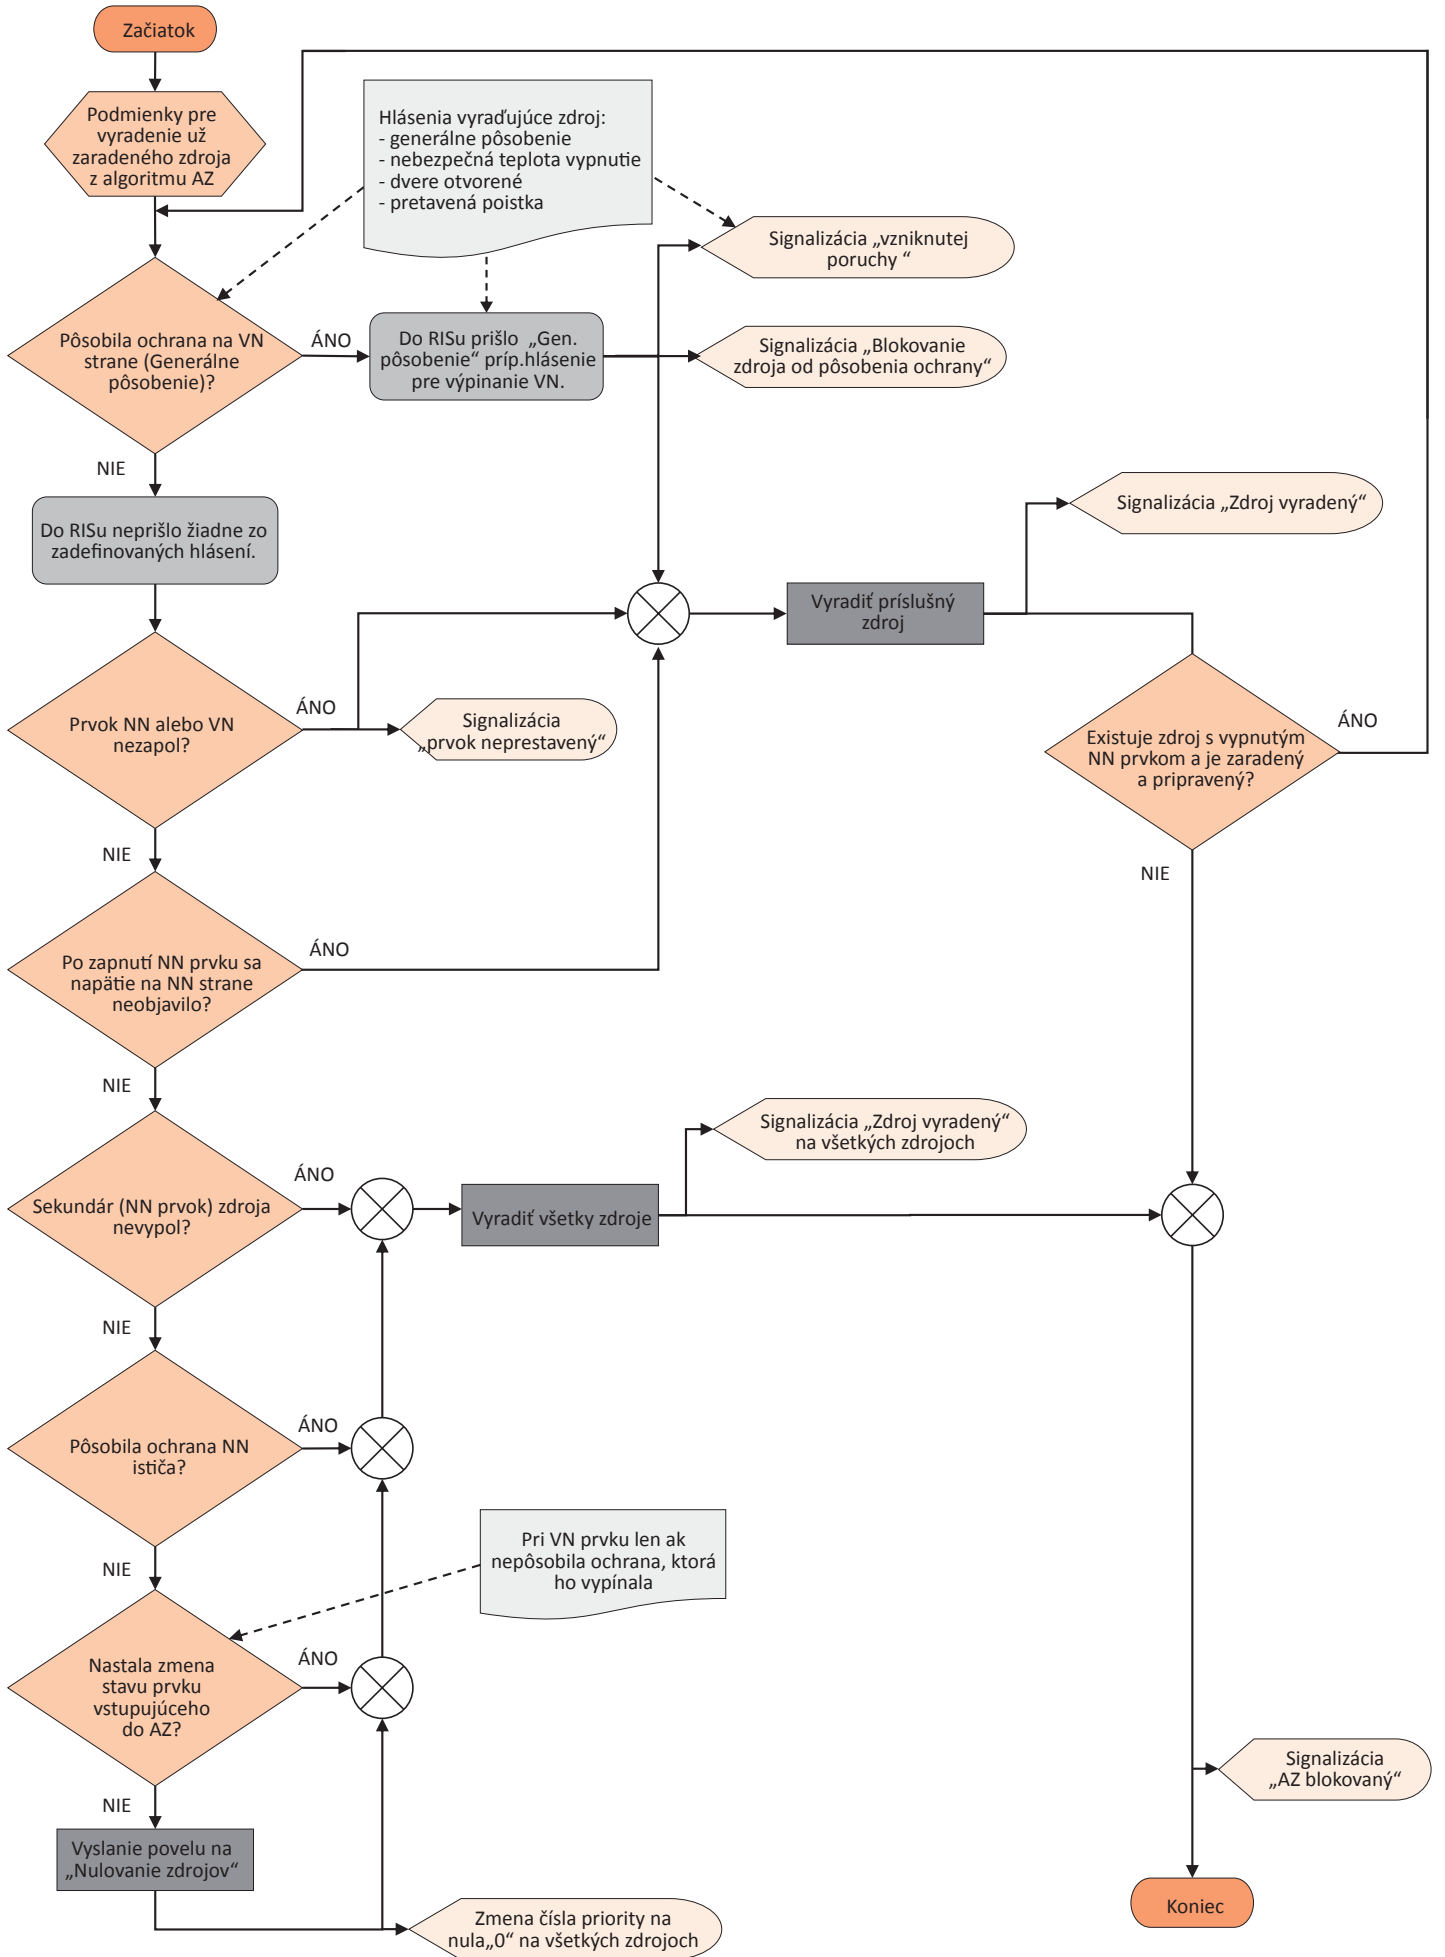 Začiatok
Podmienky pre
vyradenie už
zaradeného zdroja
z algoritmu AZ
Hlásenia vyraďujúce zdroj:
- generálne pôsobenie
- nebezpečná teplota vypnutie
- dvere otvorené
- pretavená poistka
Signalizácia „vzniknutej
poruchy “
Pôsobila ochrana na VN
strane (Generálne
pôsobenie)?
ÁNO
Do RISu prišlo „Gen.
pôsobenie“ príp.hlásenie
pre výpinanie VN.
Signalizácia „Blokovanie
zdroja od pôsobenia ochrany“
NIE
Do RISu neprišlo žiadne zo
zadefinovaných hlásení.
Signalizácia „Zdroj vyradený“
Vyradiť príslušný
zdroj
Prvok NN alebo VN
nezapol?
ÁNO
Signalizácia
„prvok neprestavený“
Existuje zdroj s vypnutým
NN prvkom a je zaradený
a pripravený?
ÁNO
NIE
NIE
Po zapnutí NN prvku sa
napätie na NN strane
neobjavilo?
ÁNO
NIE
Signalizácia „Zdroj vyradený“
na všetkých zdrojoch
Sekundár (NN prvok) zdroja
nevypol?
ÁNO
Vyradiť všetky zdroje
NIE
Pôsobila ochrana NN
ističa?
ÁNO
NIE
Pri VN prvku len ak
nepôsobila ochrana, ktorá
ho vypínala
Nastala zmena
stavu prvku
vstupujúceho
do AZ?
ÁNO
Signalizácia
„AZ blokovaný“
NIE
Vyslanie povelu na
„Nulovanie zdrojov“
Koniec
Zmena čísla priority na
nula„0“ na všetkých zdrojoch